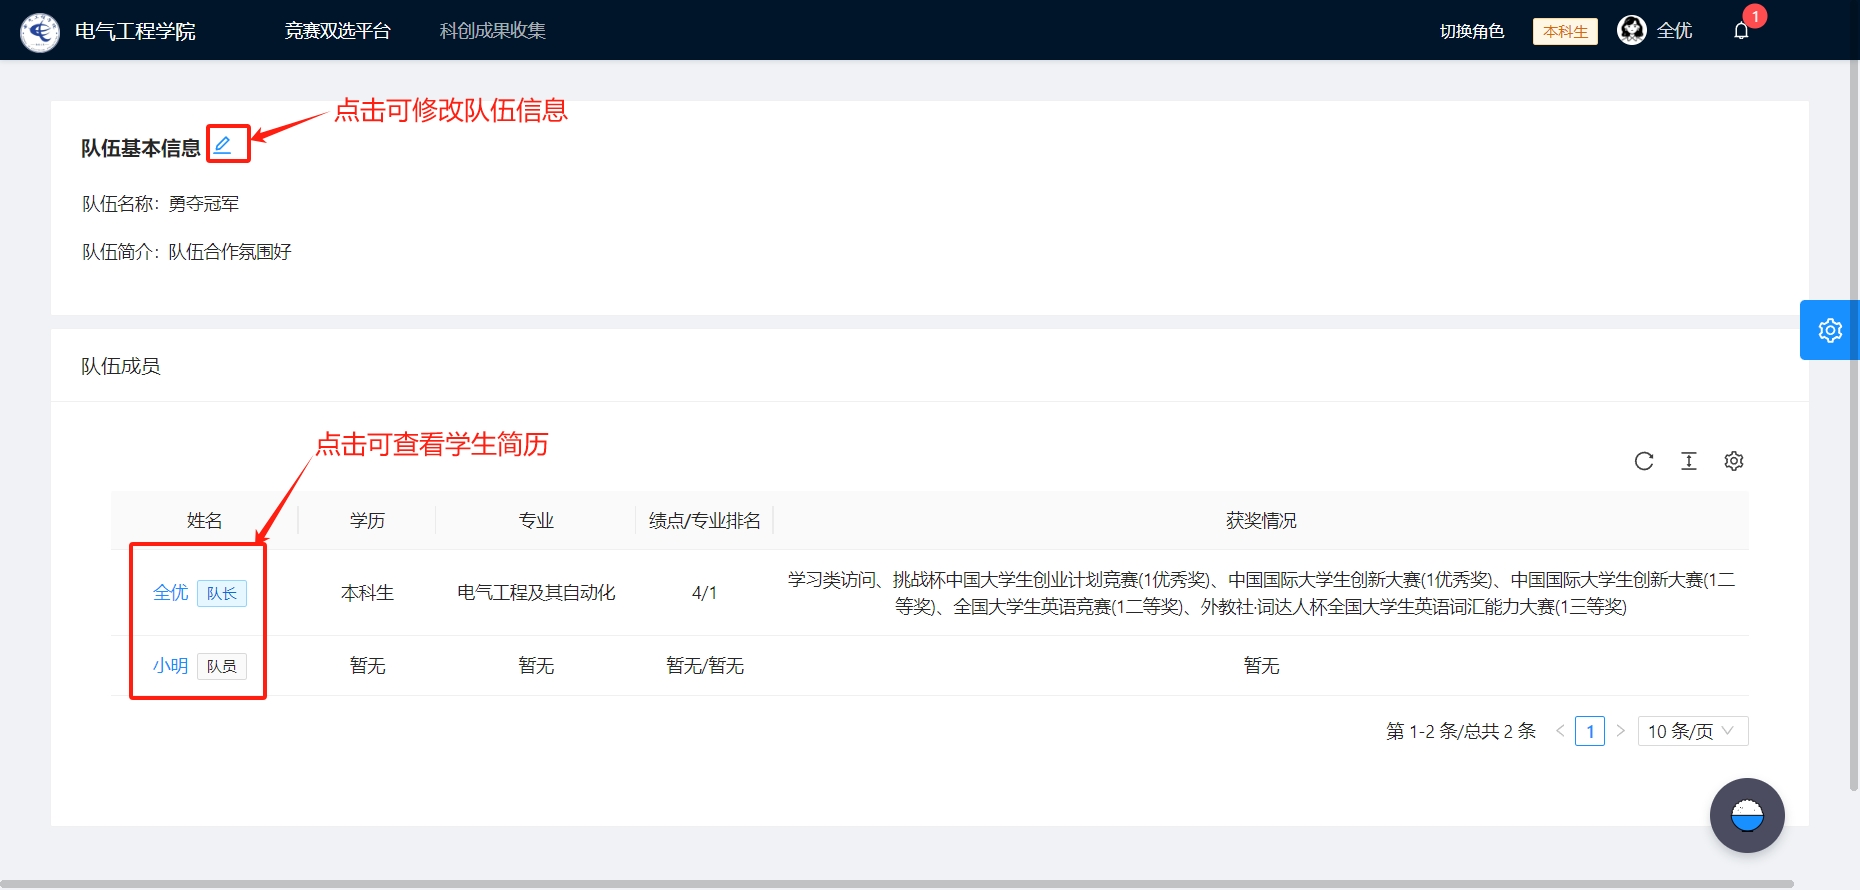 电气工程学院
竞赛双选平台
科创成果收集
切换角色
本科生
全优
1
点击可修改队伍信息
队伍基本信息
队伍名称：勇夺冠军
队伍简介：队伍合作氛围好
队伍成员
点击可查看学生简历
姓名 学历 专业 绩点/专业排名 获奖情况
全优 队长 本科生 电气工程及其自动化 4/1 学习类访问、挑战杯中国大学生创业计划竞赛(1优秀奖)、中国国际大学生创新大赛(1优秀奖)、中国国际大学生创新大赛(1二
等奖)、全国大学生英语竞赛(1二等奖)、外教社·词达人杯全国大学生英语词汇能力大赛(1三等奖)
小明 队员 暂无 暂无 暂无/暂无 暂无
第 1-2 条/总共 2 条 < 1 > 10 条/页